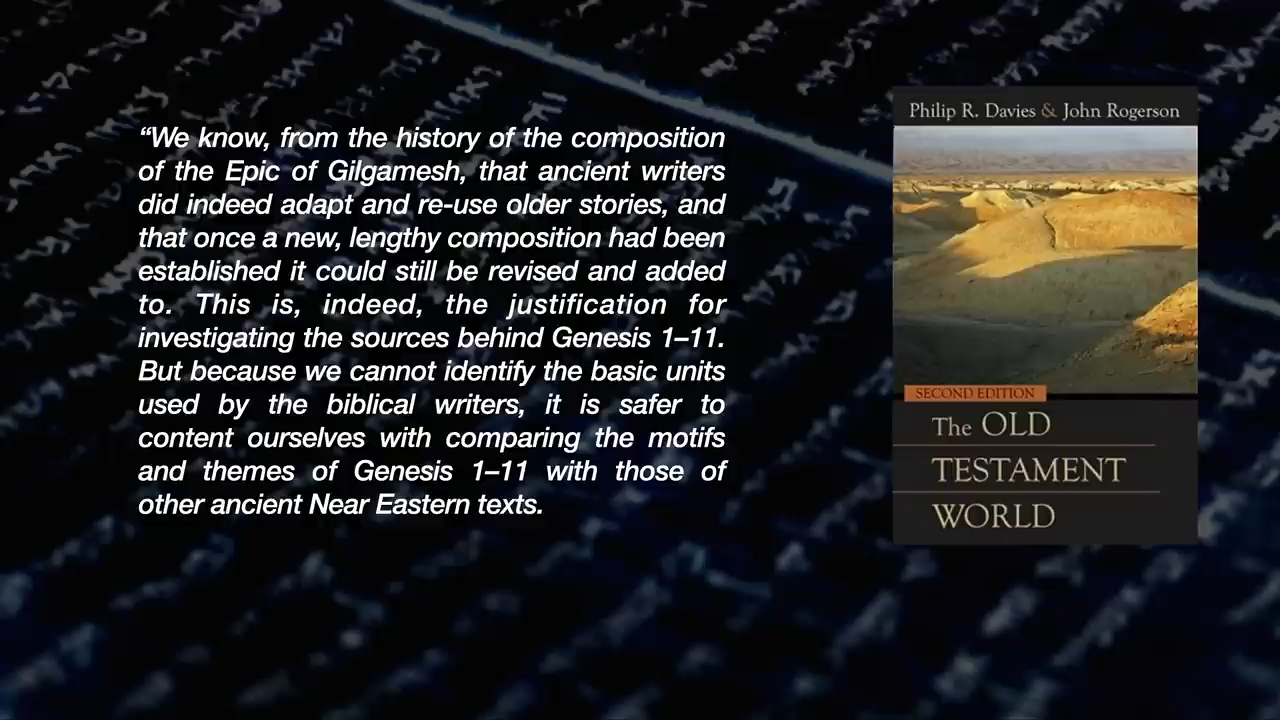 “We know, from the history of the composition
of the Epic of Gilgamesh, that ancient writers
did indeed adapt and re-use older stories, and
that once a new, lengthy composition had been
established it could still be revised and added
to. This is, indeed, the justification for
investigating the sources behind Genesis 1–11.
But because we cannot identify the basic units
used by the biblical writers, it is safer to
content ourselves with comparing the motifs
and themes of Genesis 1–11 with those of
other ancient Near Eastern texts.
Philip R. Davies & John Rogerson
SECOND EDITION
The OLD
TESTAMENT
WORLD